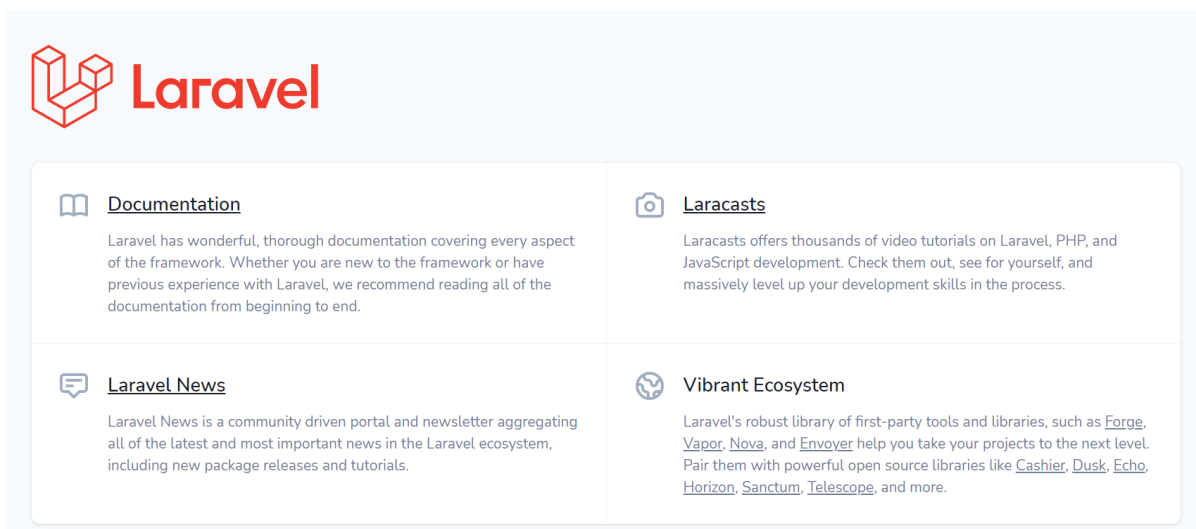 Laravel
Documentation
Laravel has wonderful, thorough documentation covering every aspect
of the framework. Whether you are new to the framework or have
previous experience with Laravel, we recommend reading all of the
documentation from beginning to end.
Laracasts
Laracasts offers thousands of video tutorials on Laravel, PHP, and
JavaScript development. Check them out, see for yourself, and
massively level up your development skills in the process.
Laravel News
Laravel News is a community driven portal and newsletter aggregating
all of the latest and most important news in the Laravel ecosystem,
including new package releases and tutorials.
Vibrant Ecosystem
Laravel's robust library of first-party tools and libraries, such as Forge,
Vapor, Nova, and Envoyer help you take your projects to the next level.
Pair them with powerful open source libraries like Cashier, Dusk, Echo,
Horizon, Sanctum, Telescope, and more.